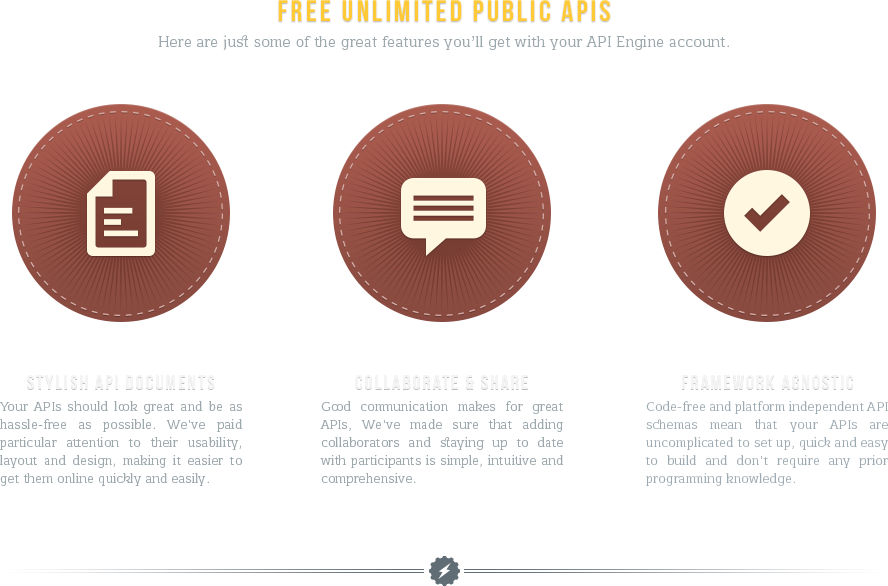 FREE UNLIMITED PUBLIC APIS
Here are just some of the great features you'll get with your API Engine account.
STYLISH API DOCUMENTS
Your APIs should look great and be as
hassle-free as possible. We've paid
particular attention to their usability,
layout and design, making it easier to
get them online quickly and easily.
COLLABORATE & SHARE
Good communication makes for great
APIs, We've made sure that adding
collaborators and staying up to date
with participants is simple, intuitive and
comprehensive.
FRAMEWORK AGNOSTIC
Code-free and platform independent API
schemas mean that your APIs are
uncomplicated to set up, quick and easy
to build and don't require any prior
programming knowledge.